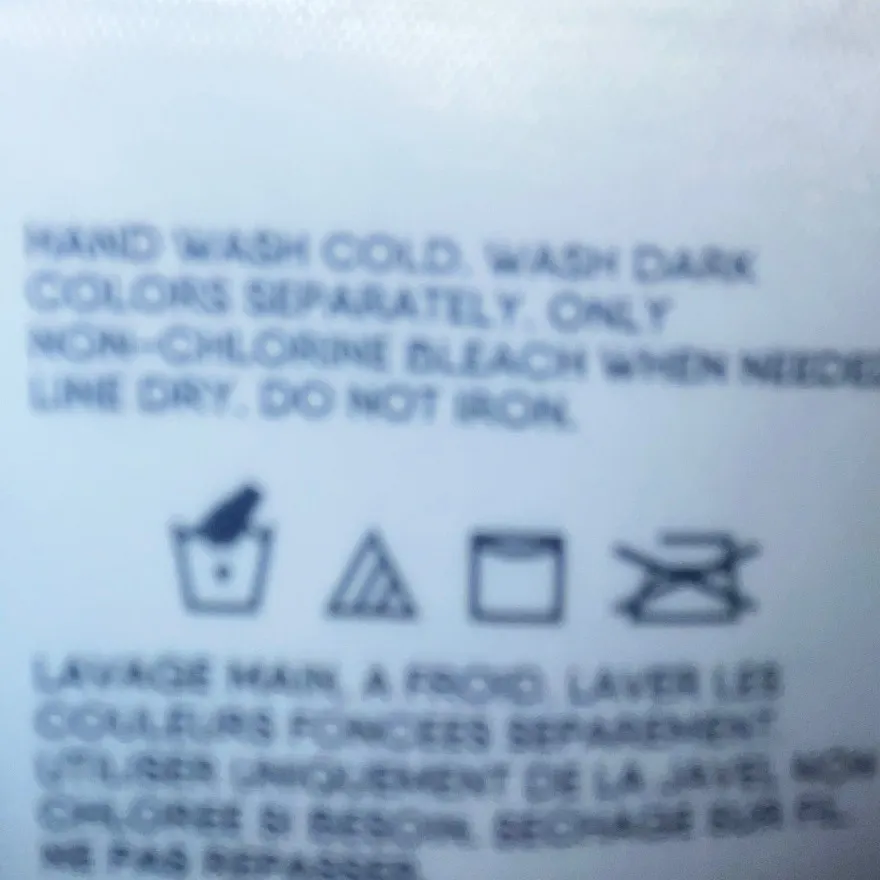 HAND WASH COLD. WASH DARK
COLORS SEPARATELY. ONLY
NON-CHLORINE BLEACH WHEN NEEDED
LINE DRY. DO NOT IRON.
LAVAGE MAIN, A FROID. LAVER LES
COULEURS FONCEES SEPAREMENT
UTILISER UNIQUEMENT DE LA JAVEL NON
CHLOREE SI BESOIN. SECHAGE SUR FIL.
NE PAS REPASSER.